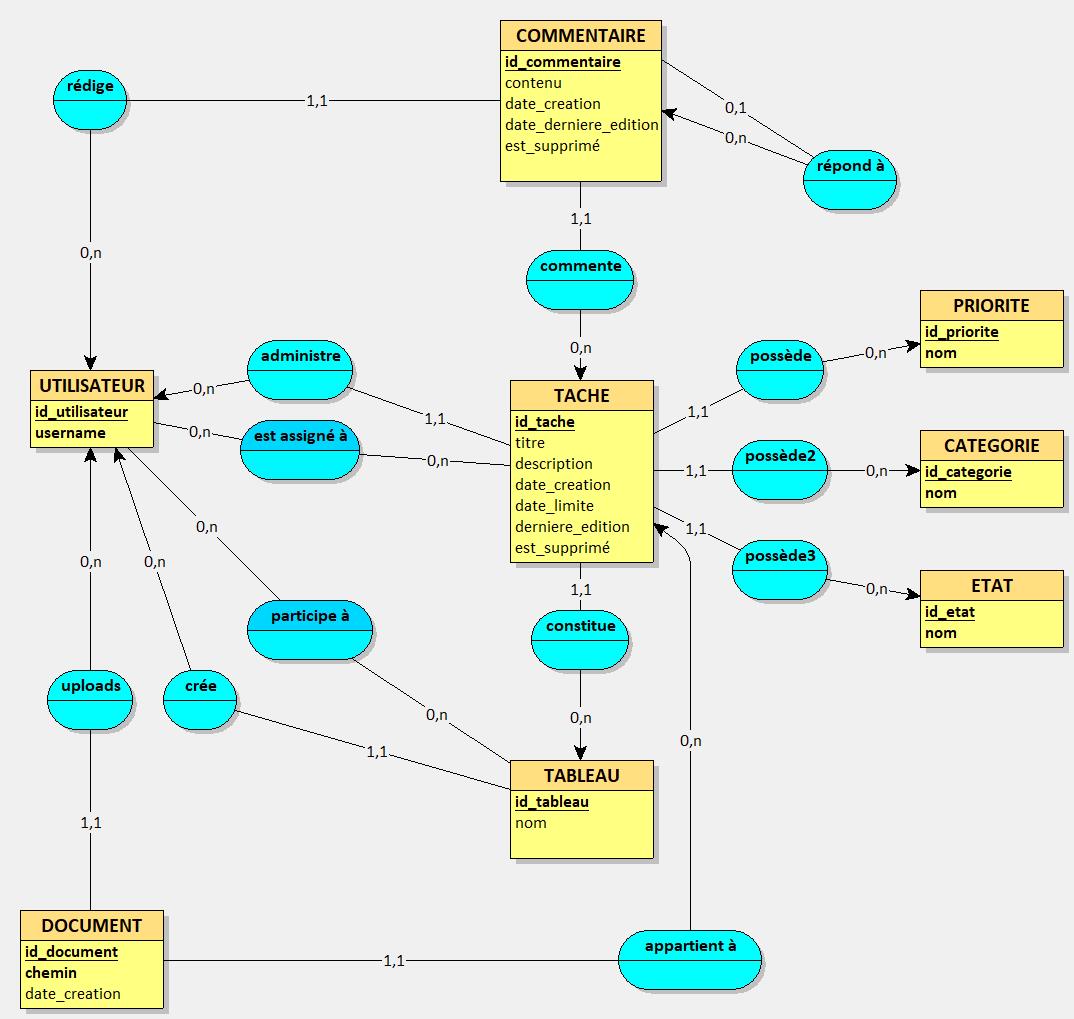 COMMENTAIRE
id_commentaire
contenu
date_creation
date_derniere_edition
est_supprimé
rédige
1,1
0,n
0,1
0,n
répond à
1,1
commente
0,n
UTILISATEUR
id_utilisateur
username
administre
0,n
1,1
est assigné à
0,n
0,n
TACHE
id_tache
titre
description
date_creation
date_limite
derniere_edition
est_supprimé
possède
1,1
0,n
PRIORITE
id_priorite
nom
possède2
1,1
0,n
CATEGORIE
id_categorie
nom
possède3
1,1
0,n
ETAT
id_etat
nom
0,n
0,n
0,n
participe à
0,n
1,1
constitue
0,n
uploads
crée
1,1
1,1
0,n
TABLEAU
id_tableau
nom
DOCUMENT
id_document
chemin
date_creation
1,1
appartient à